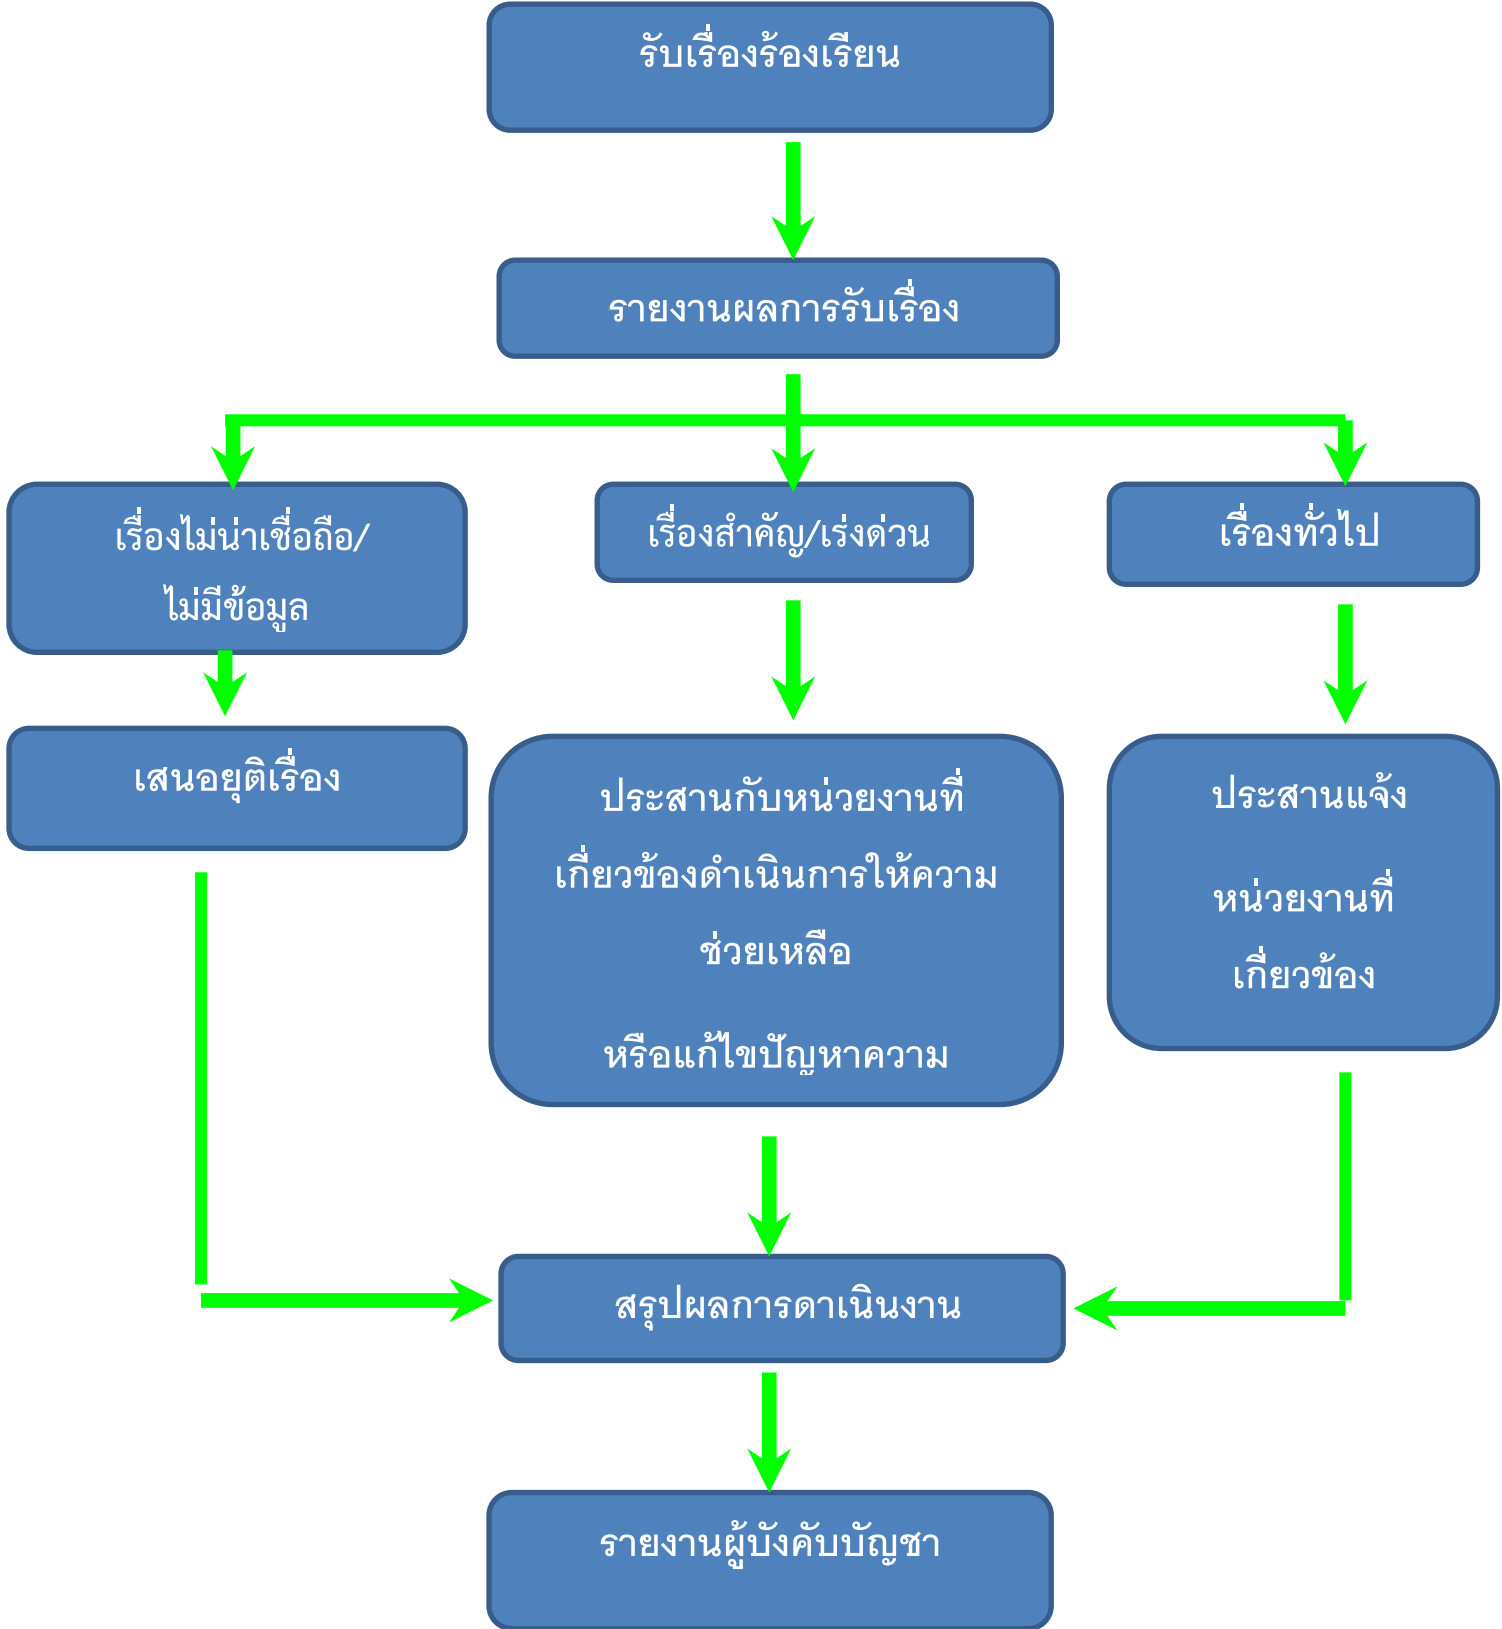 รับเรื่องร้องเรียน
รายงานผลการรับเรื่อง
เรื่องไม่น่าเชื่อถือ/
ไม่มีข้อมูล
เรื่องสำคัญ/เร่งด่วน
เรื่องทั่วไป
เสนอยุติเรื่อง
ประสานกับหน่วยงานที่
เกี่ยวข้องดำเนินการให้ความ
ช่วยเหลือ
หรือแก้ไขปัญหาความ
ประสานแจ้ง
หน่วยงานที่
เกี่ยวข้อง
สรุปผลการดาเนินงาน
รายงานผู้บังคับบัญชา